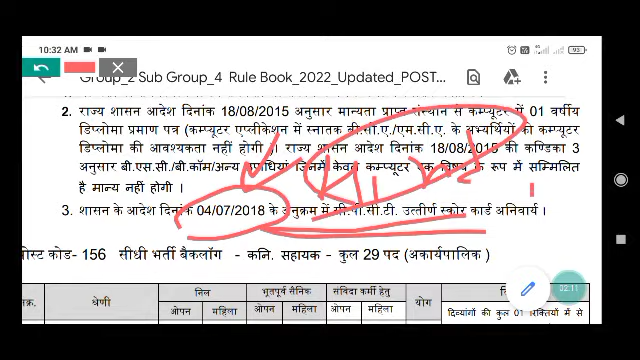 10:32 AM
93
Group_2 Sub Group_4 Rule Book_2022_Updated_POST...
2. राज्य शासन आदेश दिनांक 18/08/2015 अनुसार मान्यता प्राप्त संस्थान से कम्प्यूटर में 01 वर्षीय
डिप्लोमा प्रमाण पत्र (कम्प्यूटर एप्लीकेशन में स्नातक बी.सी.ए./एम.सी.ए. के अभ्यर्थियों को कम्प्यूटर
डिप्लोमा की आवश्यकता नहीं होगी)। राज्य शासन आदेश दिनांक 18/08/2015 की कण्डिका 3
अनुसार बी.एस.सी/बी.कॉम/अन्य उपाधियां जिनमें केवल कम्प्यूटर एक विषय के रूप में सम्मिलित
है मान्य नहीं होगी।
3. शासन के आदेश दिनांक 04/07/2018 के अनुक्रम में सी.पी.सी.टी. उत्तीर्ण स्कोर कार्ड अनिवार्य।
पोस्ट कोड- 156 सीधी भर्ती बैकलॉग - कनि. सहायक - कुल 29 पद (अकार्यपालिक)
क्र. श्रेणी निल भूतपूर्व सैनिक संविदा कर्मी हेतु योग
ओपन महिला ओपन महिला ओपन महिला दिव्यांगों की कुल 01 रिक्तियों में से
02:11